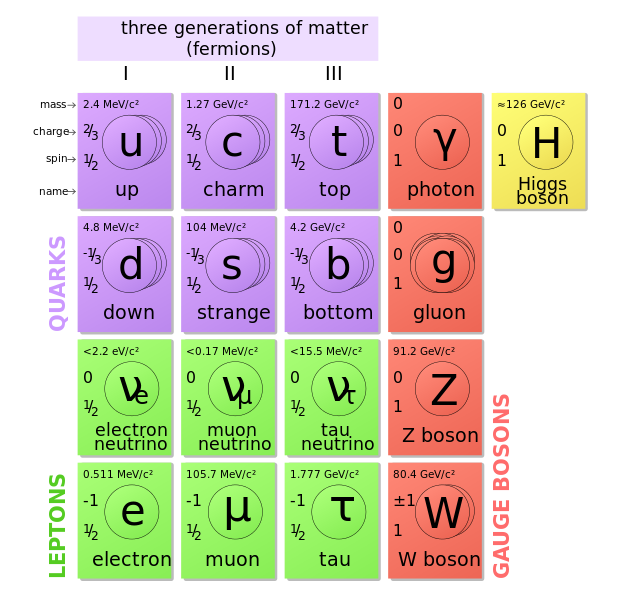 three generations of matter
(fermions)
I II III
mass→ 2.4 MeV/c² 1.27 GeV/c² 171.2 GeV/c² 0 ≈126 GeV/c²
charge→ 2/3 2/3 2/3 0 0
u c t γ H
spin→ 1/2 1/2 1/2 1 1
name→ up charm top photon Higgs
boson
4.8 MeV/c² 104 MeV/c² 4.2 GeV/c² 0
-1/3 -1/3 -1/3 0
d s b g
1/2 1/2 1/2 1
down strange bottom gluon
QUARKS
<2.2 eV/c² <0.17 MeV/c² <15.5 MeV/c² 91.2 GeV/c²
0 0 0 0
νe νμ ντ Z
1/2 1/2 1/2 1
electron muon tau Z boson
neutrino neutrino neutrino
0.511 MeV/c² 105.7 MeV/c² 1.777 GeV/c² 80.4 GeV/c²
-1 -1 -1 ±1
e μ τ W
1/2 1/2 1/2 1
electron muon tau W boson
LEPTONS
GAUGE BOSONS